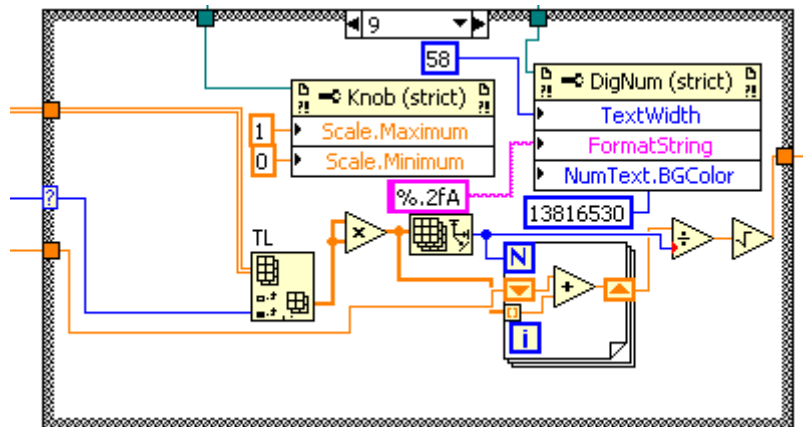 9
58
Knob (strict)
DigNum (strict)
1
Scale.Maximum
TextWidth
0
Scale.Minimum
FormatString
%.2fA
NumText.BGColor
13816530
TL
N
i